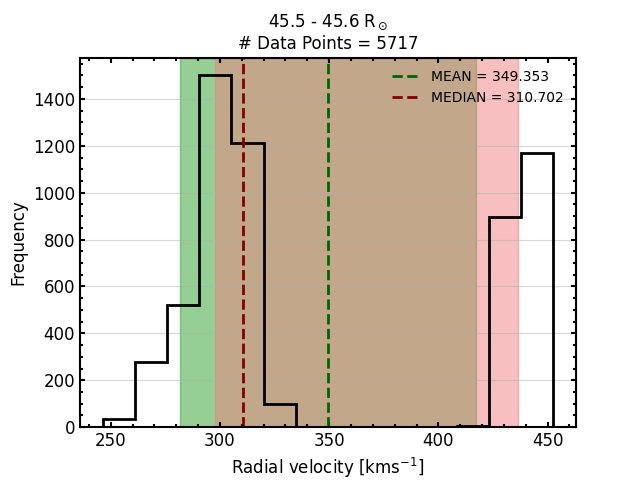 45.5 - 45.6 R⊙
# Data Points = 5717
MEAN = 349.353
MEDIAN = 310.702
Frequency
1400
1200
1000
800
600
400
200
0
250 300 350 400 450
Radial velocity [kms⁻¹]